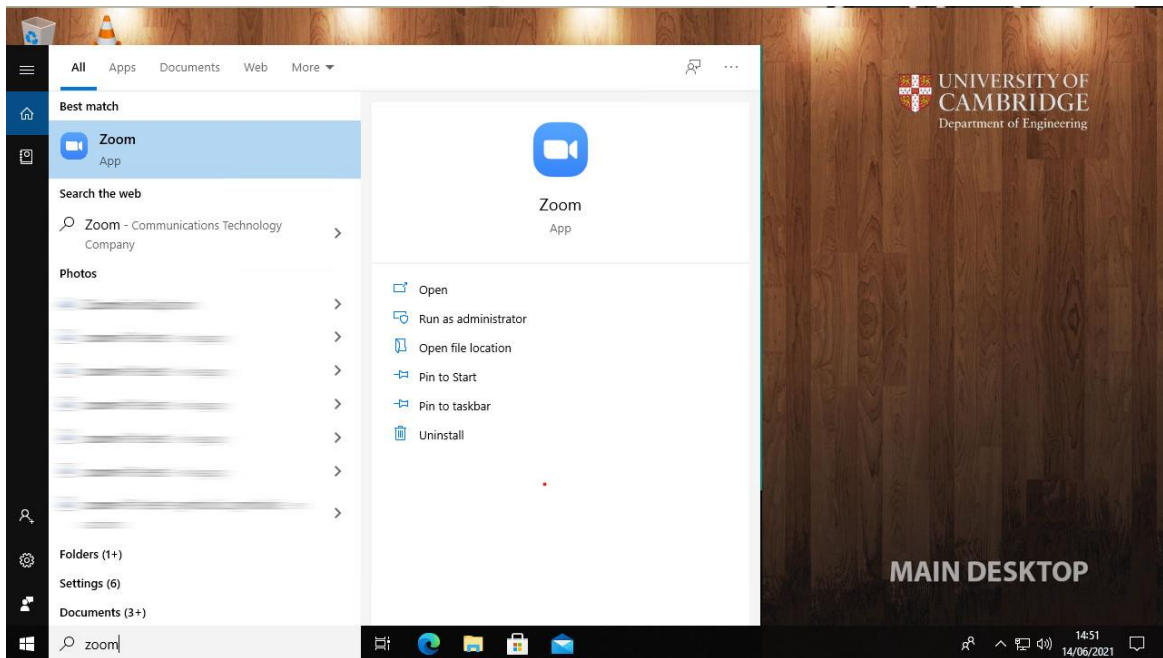 All Apps Documents Web More
Best match
Zoom
App
Search the web
Zoom - Communications Technology
Company
Photos
Folders (1+)
Settings (6)
Documents (3+)
zoom
Zoom
App
Open
Run as administrator
Open file location
Pin to Start
Pin to taskbar
Uninstall
UNIVERSITY OF
CAMBRIDGE
Department of Engineering
MAIN DESKTOP
14:51
14/06/2021